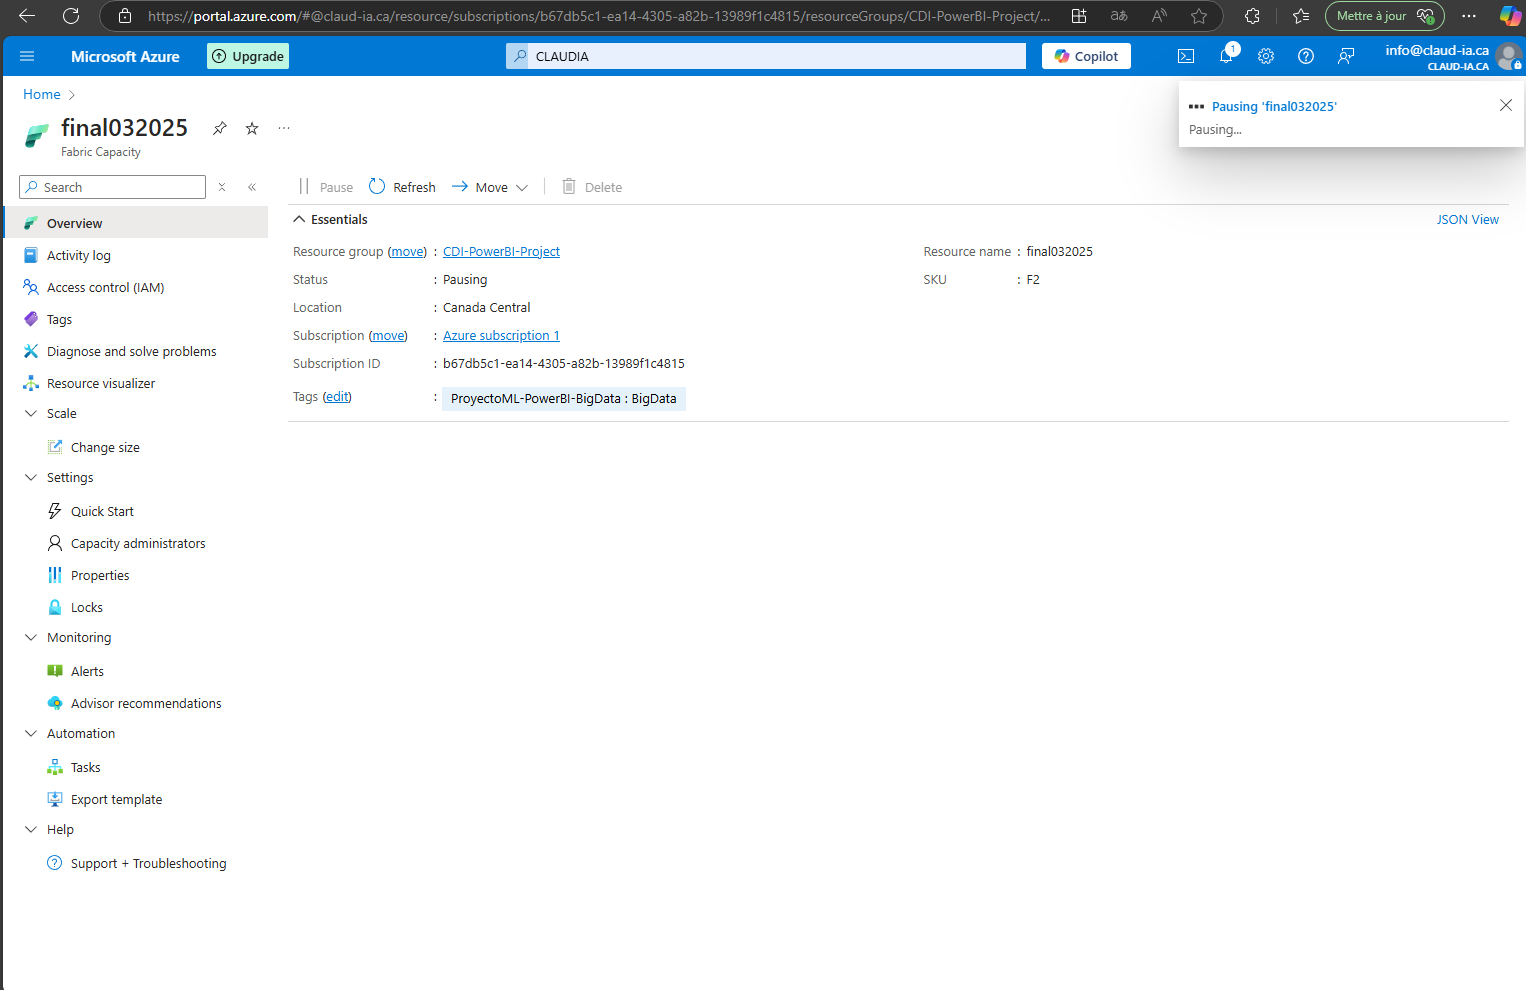 https://portal.azure.com/#@claud-ia.ca/resource/subscriptions/b67db5c1-ea14-4305-a82b-13989f1c4815/resourceGroups/CDI-PowerBI-Project/...
aあ
A
Mettre à jour
Microsoft Azure
Upgrade
CLAUDIA
Copilot
1
info@claud-ia.ca
CLAUD-IA.CA
Home
Pausing 'final032025'
Pausing...
final032025
Fabric Capacity
Search
Pause
Refresh
Move
Delete
Overview
Activity log
Access control (IAM)
Tags
Diagnose and solve problems
Resource visualizer
Scale
Change size
Settings
Quick Start
Capacity administrators
Properties
Locks
Monitoring
Alerts
Advisor recommendations
Automation
Tasks
Export template
Help
Support + Troubleshooting
Essentials
JSON View
Resource group (move) : CDI-PowerBI-Project
Status : Pausing
Location : Canada Central
Subscription (move) : Azure subscription 1
Subscription ID : b67db5c1-ea14-4305-a82b-13989f1c4815
Tags (edit) : ProyectoML-PowerBI-BigData : BigData
Resource name : final032025
SKU : F2